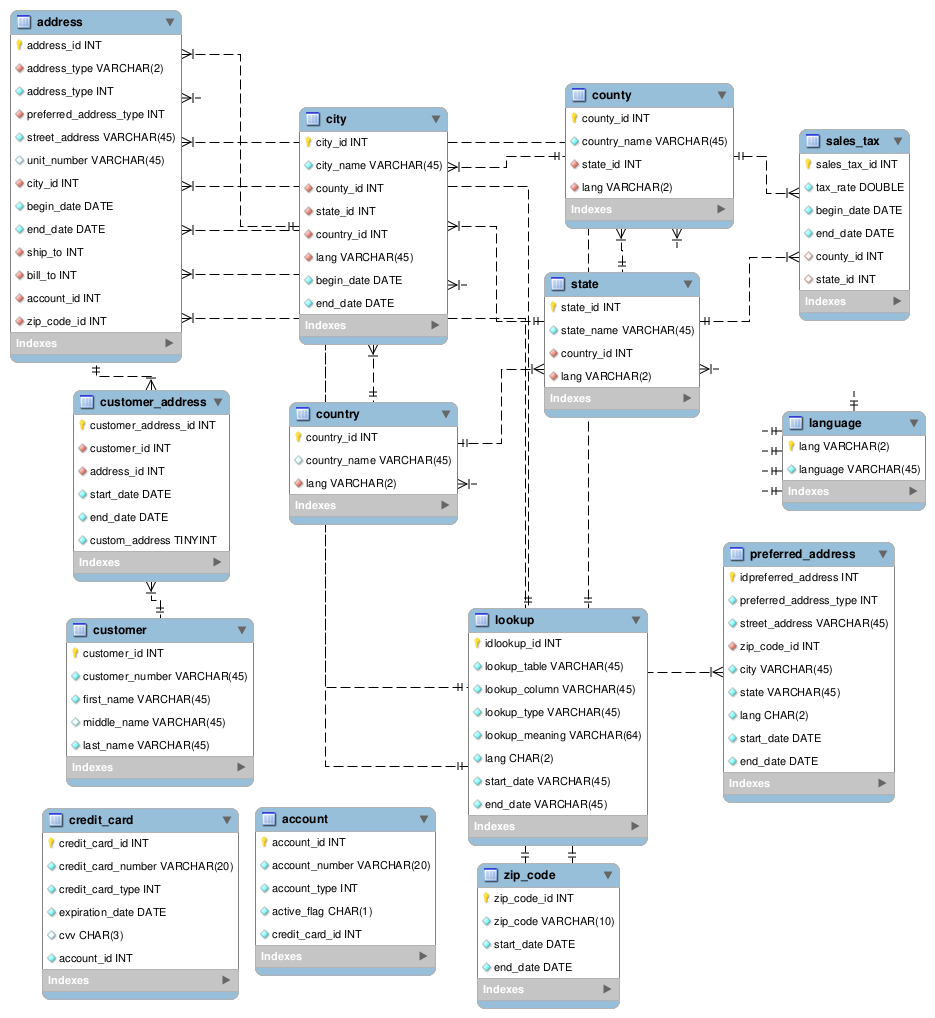 address
address_id INT
address_type VARCHAR(2)
address_type INT
preferred_address_type INT
street_address VARCHAR(45)
unit_number VARCHAR(45)
city_id INT
begin_date DATE
end_date DATE
ship_to INT
bill_to INT
account_id INT
zip_code_id INT
Indexes
city
city_id INT
city_name VARCHAR(45)
county_id INT
state_id INT
country_id INT
lang VARCHAR(45)
begin_date DATE
end_date DATE
Indexes
county
county_id INT
country_name VARCHAR(45)
state_id INT
lang VARCHAR(2)
Indexes
sales_tax
sales_tax_id INT
tax_rate DOUBLE
begin_date DATE
end_date DATE
county_id INT
state_id INT
Indexes
state
state_id INT
state_name VARCHAR(45)
country_id INT
lang VARCHAR(2)
Indexes
customer_address
customer_address_id INT
customer_id INT
address_id INT
start_date DATE
end_date DATE
custom_address TINYINT
Indexes
country
country_id INT
country_name VARCHAR(45)
lang VARCHAR(2)
Indexes
language
lang VARCHAR(2)
language VARCHAR(45)
Indexes
preferred_address
idpreferred_address INT
preferred_address_type INT
street_address VARCHAR(45)
zip_code_id INT
city VARCHAR(45)
state VARCHAR(45)
lang CHAR(2)
start_date DATE
end_date DATE
Indexes
customer
customer_id INT
customer_number VARCHAR(45)
first_name VARCHAR(45)
middle_name VARCHAR(45)
last_name VARCHAR(45)
Indexes
lookup
idlookup_id INT
lookup_table VARCHAR(45)
lookup_column VARCHAR(45)
lookup_type VARCHAR(45)
lookup_meaning VARCHAR(64)
lang CHAR(2)
start_date VARCHAR(45)
end_date VARCHAR(45)
Indexes
credit_card
credit_card_id INT
credit_card_number VARCHAR(20)
credit_card_type INT
expiration_date DATE
cvv CHAR(3)
account_id INT
Indexes
account
account_id INT
account_number VARCHAR(20)
account_type INT
active_flag CHAR(1)
credit_card_id INT
Indexes
zip_code
zip_code_id INT
zip_code VARCHAR(10)
start_date DATE
end_date DATE
Indexes